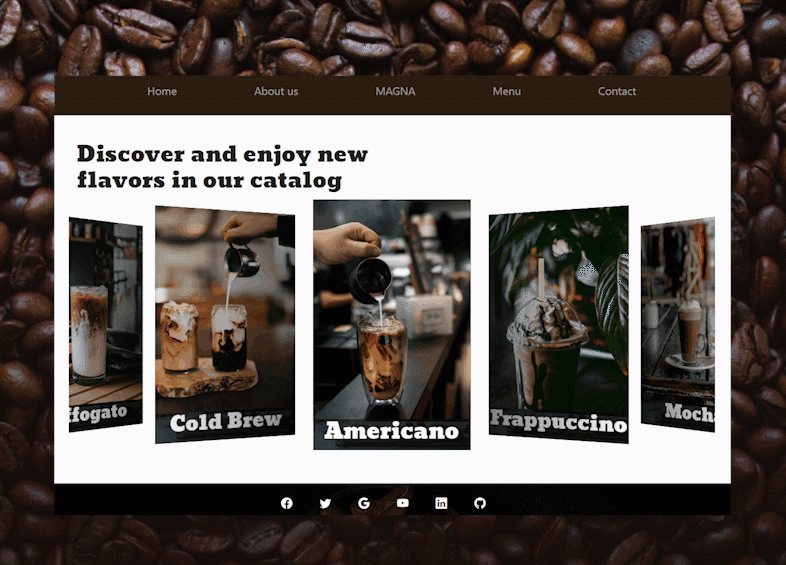 Home About us MAGNA Menu Contact
Discover and enjoy new
flavors in our catalog
ffogato Cold Brew Americano Frappuccino Mocha